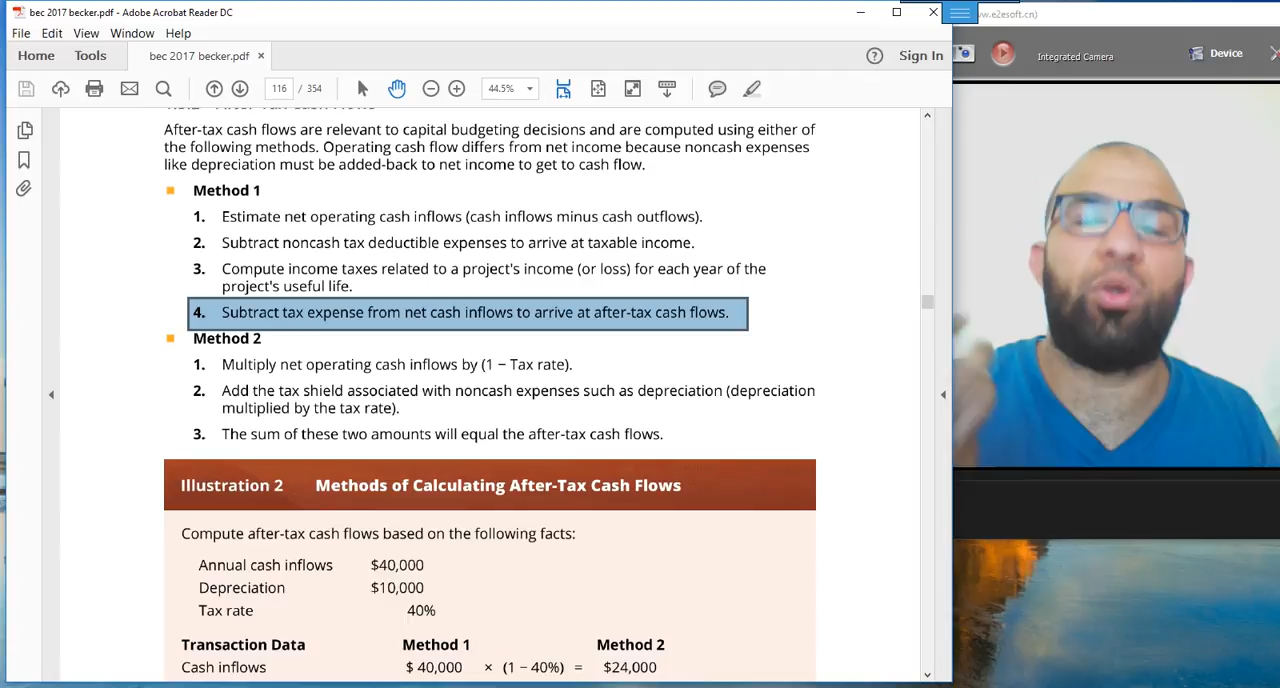 bec 2017 becker.pdf - Adobe Acrobat Reader DC
File Edit View Window Help
Home Tools bec 2017 becker.pdf × Sign In
116 / 354 44.5%
After-tax cash flows are relevant to capital budgeting decisions and are computed using either of
the following methods. Operating cash flow differs from net income because noncash expenses
like depreciation must be added-back to net income to get to cash flow.
Method 1
1. Estimate net operating cash inflows (cash inflows minus cash outflows).
2. Subtract noncash tax deductible expenses to arrive at taxable income.
3. Compute income taxes related to a project's income (or loss) for each year of the
project's useful life.
4. Subtract tax expense from net cash inflows to arrive at after-tax cash flows.
Method 2
1. Multiply net operating cash inflows by (1 − Tax rate).
2. Add the tax shield associated with noncash expenses such as depreciation (depreciation
multiplied by the tax rate).
3. The sum of these two amounts will equal the after-tax cash flows.
Illustration 2 Methods of Calculating After-Tax Cash Flows
Compute after-tax cash flows based on the following facts:
Annual cash inflows $40,000
Depreciation $10,000
Tax rate 40%
Transaction Data Method 1 Method 2
Cash inflows $ 40,000 × (1 − 40%) = $24,000
w.e2esoft.cn)
Integrated Camera
Device